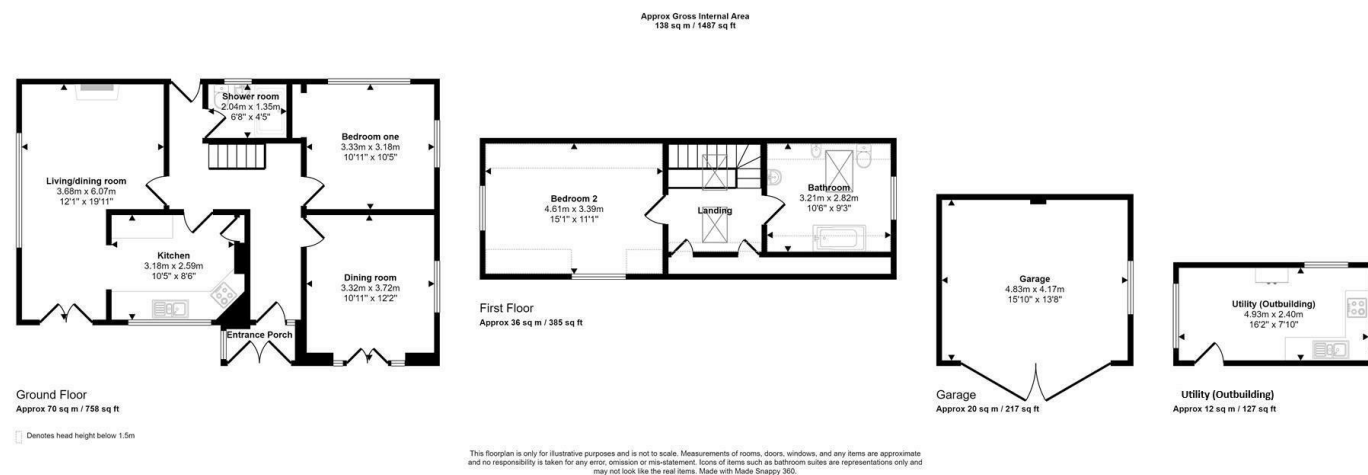 Approx Gross Internal Area
138 sq m / 1487 sq ft
Shower room
2.04m x 1.35m
6'8" x 4'5"
Bedroom one
3.33m x 3.18m
10'11" x 10'5"
Living/dining room
3.68m x 6.07m
12'1" x 19'11"
Kitchen
3.18m x 2.59m
10'5" x 8'6"
Dining room
3.32m x 3.72m
10'11" x 12'2"
Entrance Porch
Ground Floor
Approx 70 sq m / 758 sq ft
Denotes head height below 1.5m
Bedroom 2
4.61m x 3.39m
15'1" x 11'1"
Landing
Bathroom
3.21m x 2.82m
10'6" x 9'3"
First Floor
Approx 36 sq m / 385 sq ft
Garage
4.83m x 4.17m
15'10" x 13'8"
Garage
Approx 20 sq m / 217 sq ft
Utility (Outbuilding)
4.93m x 2.40m
16'2" x 7'10"
Utility (Outbuilding)
Approx 12 sq m / 127 sq ft
This floorplan is only for illustrative purposes and is not to scale. Measurements of rooms, doors, windows, and any items are approximate
and no responsibility is taken for any error, omission or mis-statement. Icons of items such as bathroom suites are representations only and
may not look like the real items. Made with Made Snappy 360.